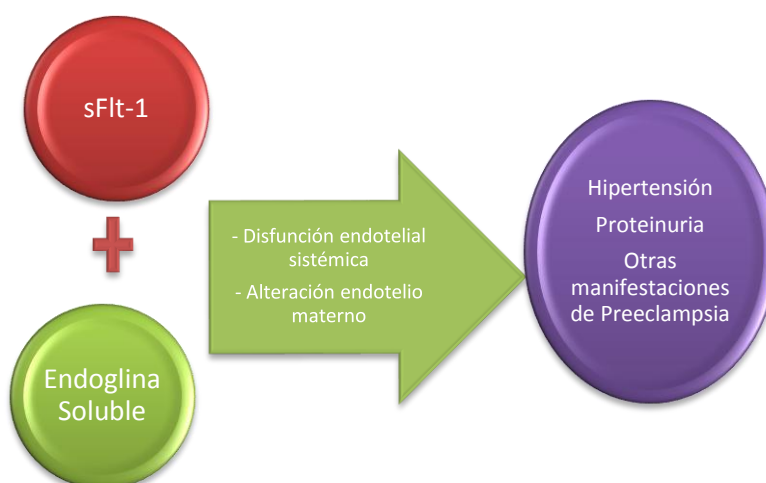 sFlt-1
+
Endoglina
Soluble
- Disfunción endotelial
sistémica
- Alteración endotelio
materno
Hipertensión
Proteinuria
Otras
manifestaciones
de Preeclampsia